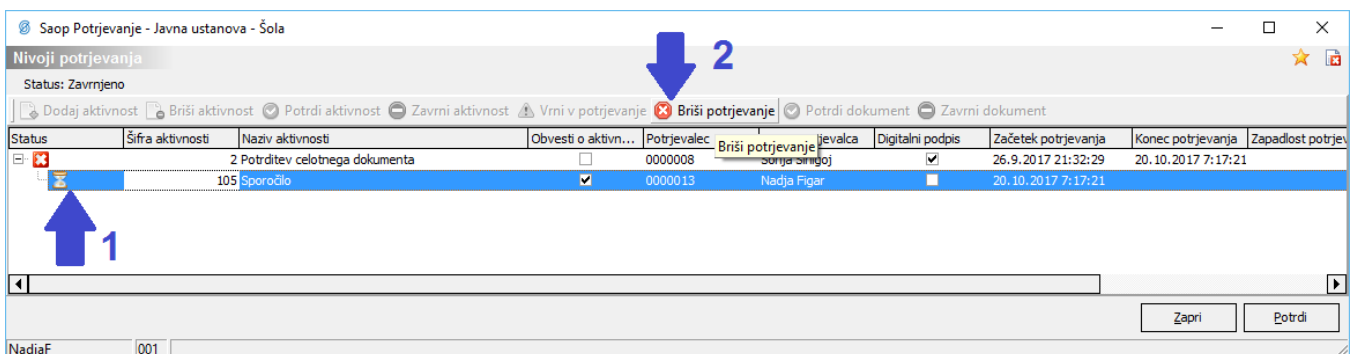 Saop Potrjevanje - Javna ustanova - Šola
2
Nivoji potrjevanja
Status: Zavrnjeno
Dodaj aktivnost Briši aktivnost Potrdi aktivnost Zavrni aktivnost Vrni v potrjevanje Briši potrjevanje Potrdi dokument Zavrni dokument
Status Šifra aktivnosti Naziv aktivnosti Obvesti o aktivn... Potrjevalec jevalca Digitalni podpis Začetek potrjevanja Konec potrjevanja Zapadlost potrjev
Briši potrjevanje
2 Potrditev celotnega dokumenta 0000008 Sonja Sinigoj 26.9.2017 21:32:29 20.10.2017 7:17:21
105 Sporočilo 0000013 Nadja Figar 20.10.2017 7:17:21
1
Zapri Potrdi
NadjaF 001